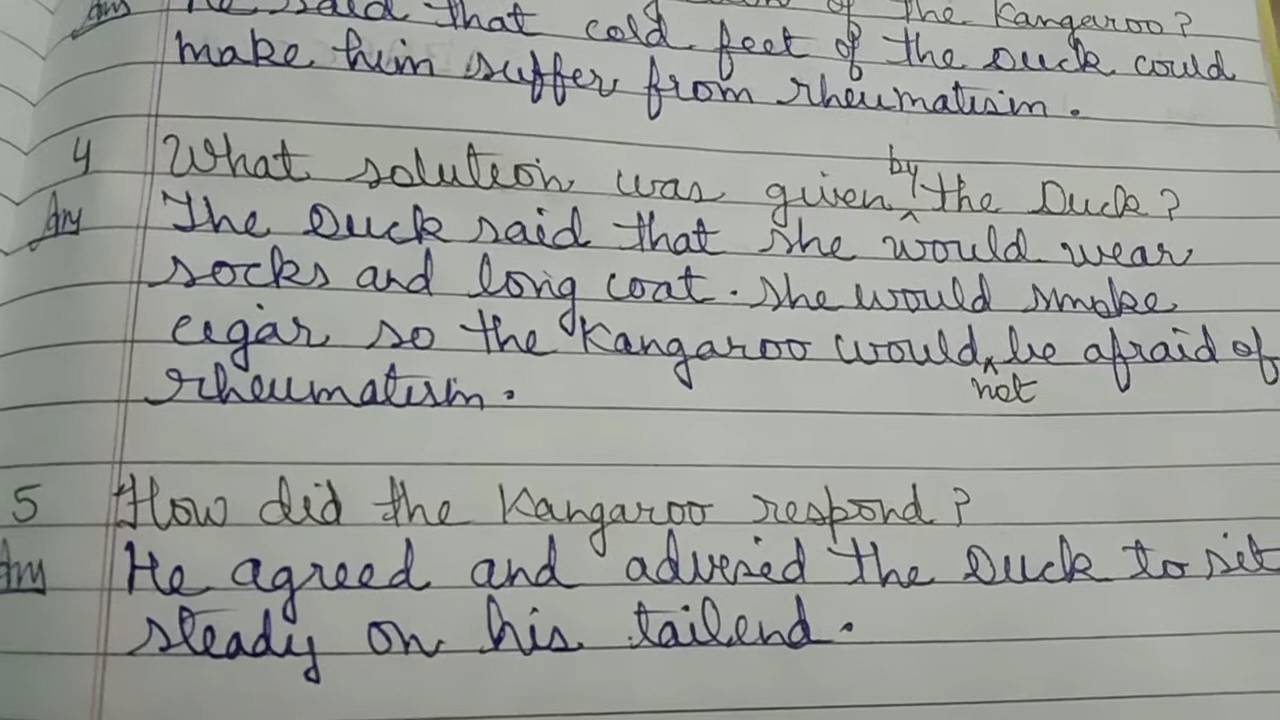 of the Kangaroo?
Ans He said that cold feet of the Duck could
make him suffer from rheumatism.
4 What solution was given by the Duck?
Ans The Duck said that she would wear
socks and long coat. She would smoke
cigar so the Kangaroo would not be afraid of
rheumatism.
5 How did the Kangaroo respond?
Ans He agreed and advised the Duck to sit
steady on his tailend.